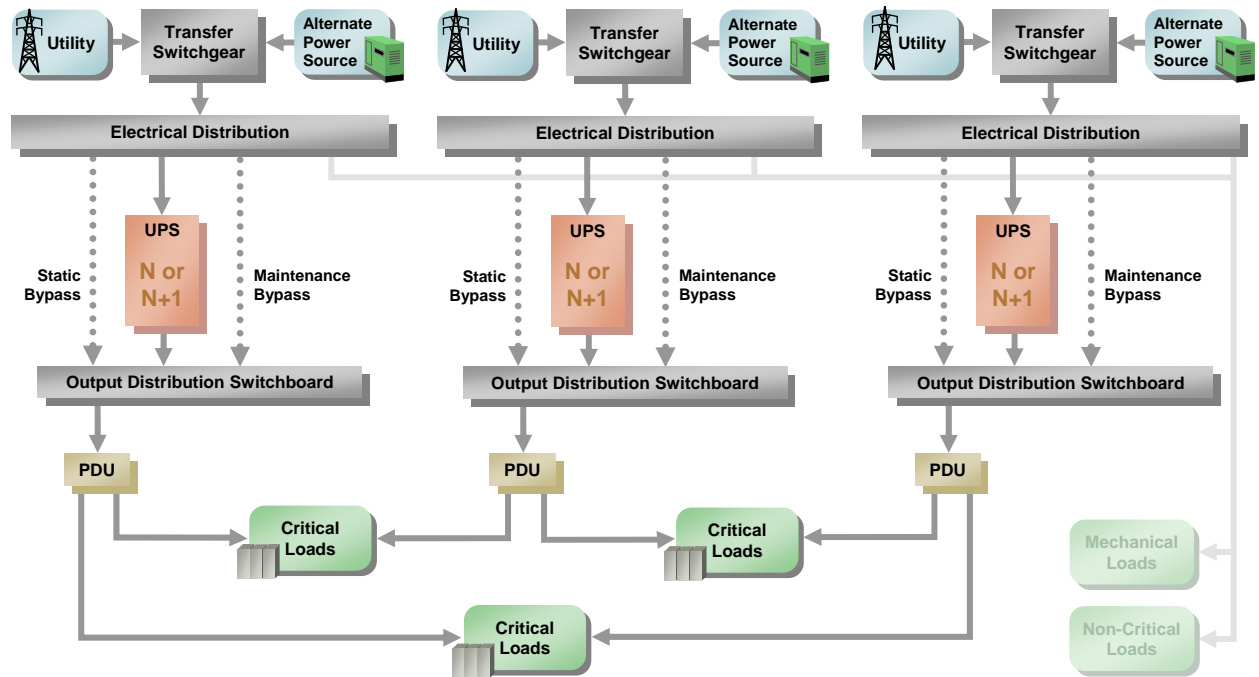 Utility
Transfer
Switchgear
Alternate
Power
Source
Utility
Transfer
Switchgear
Alternate
Power
Source
Utility
Transfer
Switchgear
Alternate
Power
Source
Electrical Distribution
Electrical Distribution
Electrical Distribution
Static
Bypass
UPS
N or
N+1
Maintenance
Bypass
Static
Bypass
UPS
N or
N+1
Maintenance
Bypass
Static
Bypass
UPS
N or
N+1
Maintenance
Bypass
Output Distribution Switchboard
Output Distribution Switchboard
Output Distribution Switchboard
PDU
PDU
PDU
Critical
Loads
Critical
Loads
Mechanical
Loads
Critical
Loads
Non-Critical
Loads